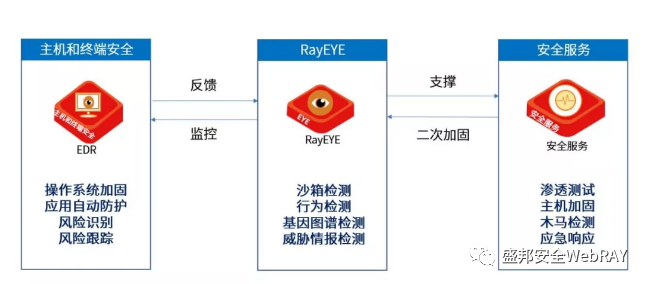 主机和终端安全
主机和终端安全
EDR
操作系统加固
应用自动防护
风险识别
风险跟踪
反馈
监控
RayEYE
EYE
RayEYE
沙箱检测
行为检测
基因图谱检测
威胁情报检测
支撑
二次加固
安全服务
安全服务
安全服务
渗透测试
主机加固
木马检测
应急响应
盛邦安全WebRAY